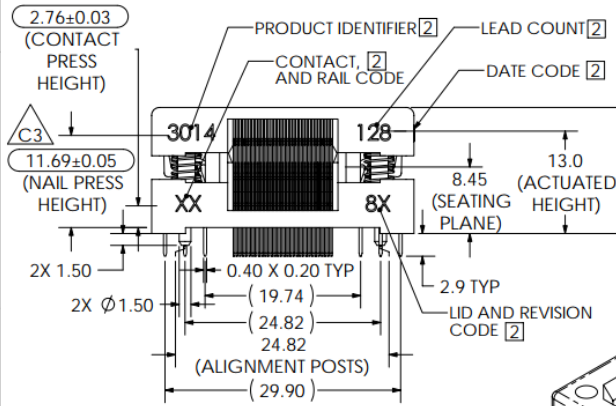 2.76±0.03
(CONTACT
PRESS
HEIGHT)
PRODUCT IDENTIFIER 2
CONTACT, 2
AND RAIL CODE
LEAD COUNT 2
DATE CODE 2
C3
11.69±0.05
(NAIL PRESS
HEIGHT)
3014
128
XX
8X
8.45
(SEATING
PLANE)
13.0
(ACTUATED
HEIGHT)
2X 1.50
2X Ø1.50
0.40 X 0.20 TYP
(19.74)
(24.82)
24.82
(ALIGNMENT POSTS)
(29.90)
2.9 TYP
LID AND REVISION
CODE 2